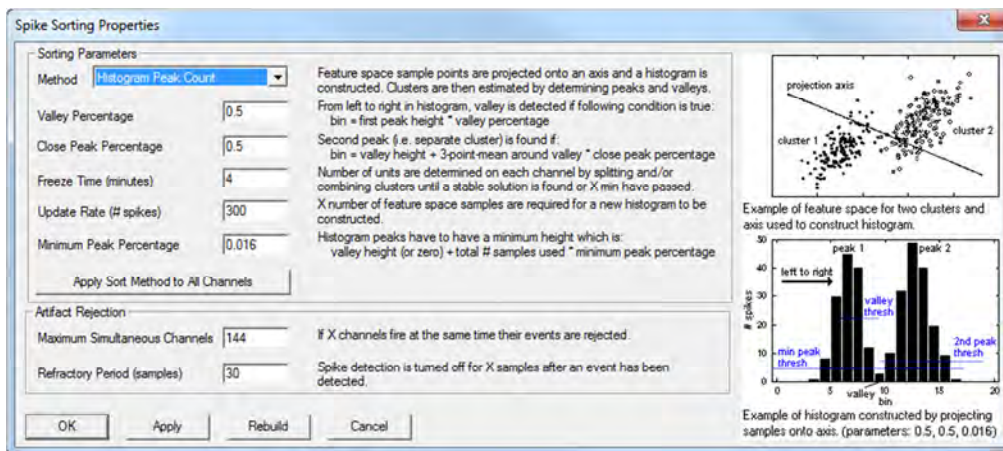 Spike Sorting Properties
Sorting Parameters
Method
Histogram Peak Count
Feature space sample points are projected onto an axis and a histogram is
constructed. Clusters are then estimated by determining peaks and valleys.
Valley Percentage
0.5
From left to right in histogram, valley is detected if following condition is true:
bin = first peak height * valley percentage
Close Peak Percentage
0.5
Second peak (i.e. separate cluster) is found if:
bin = valley height + 3-point-mean around valley * close peak percentage
Freeze Time (minutes)
4
Number of units are determined on each channel by splitting and/or
combining clusters until a stable solution is found or X min have passed.
Update Rate (# spikes)
300
X number of feature space samples are required for a new histogram to be
constructed.
Minimum Peak Percentage
0.016
Histogram peaks have to have a minimum height which is:
valley height (or zero) + total # samples used * minimum peak percentage
Apply Sort Method to All Channels
Artifact Rejection
Maximum Simultaneous Channels
144
If X channels fire at the same time their events are rejected.
Refractory Period (samples)
30
Spike detection is turned off for X samples after an event has been
detected.
OK
Apply
Rebuild
Cancel
projection axis
cluster 1
cluster 2
Example of feature space for two clusters and
axis used to construct histogram.
peak 1
peak 2
left to right
valley
thresh
min peak
thresh
2nd peak
thresh
# spikes
50
40
30
20
10
0
0
5
10
15
20
valley
bin
Example of histogram constructed by projecting
samples onto axis. (parameters: 0.5, 0.5, 0.016)